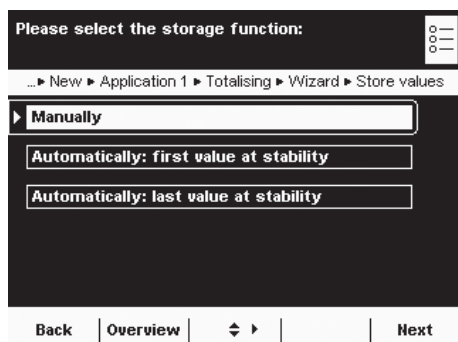 Please select the storage function:
...▸ New ▸ Application 1 ▸ Totalising ▸ Wizard ▸ Store values
Manually
Automatically: first value at stability
Automatically: last value at stability
Back Overview Next